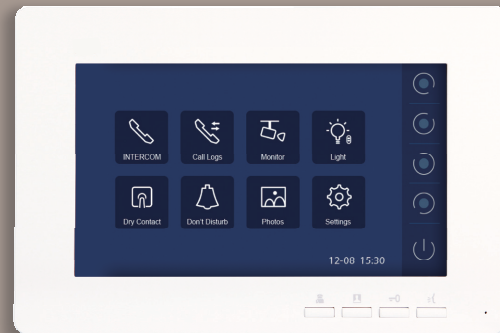 INTERCOM
Call Logs
Monitor
Light
Dry Contact
Don't Disturb
Photos
Settings
12-08 15:30